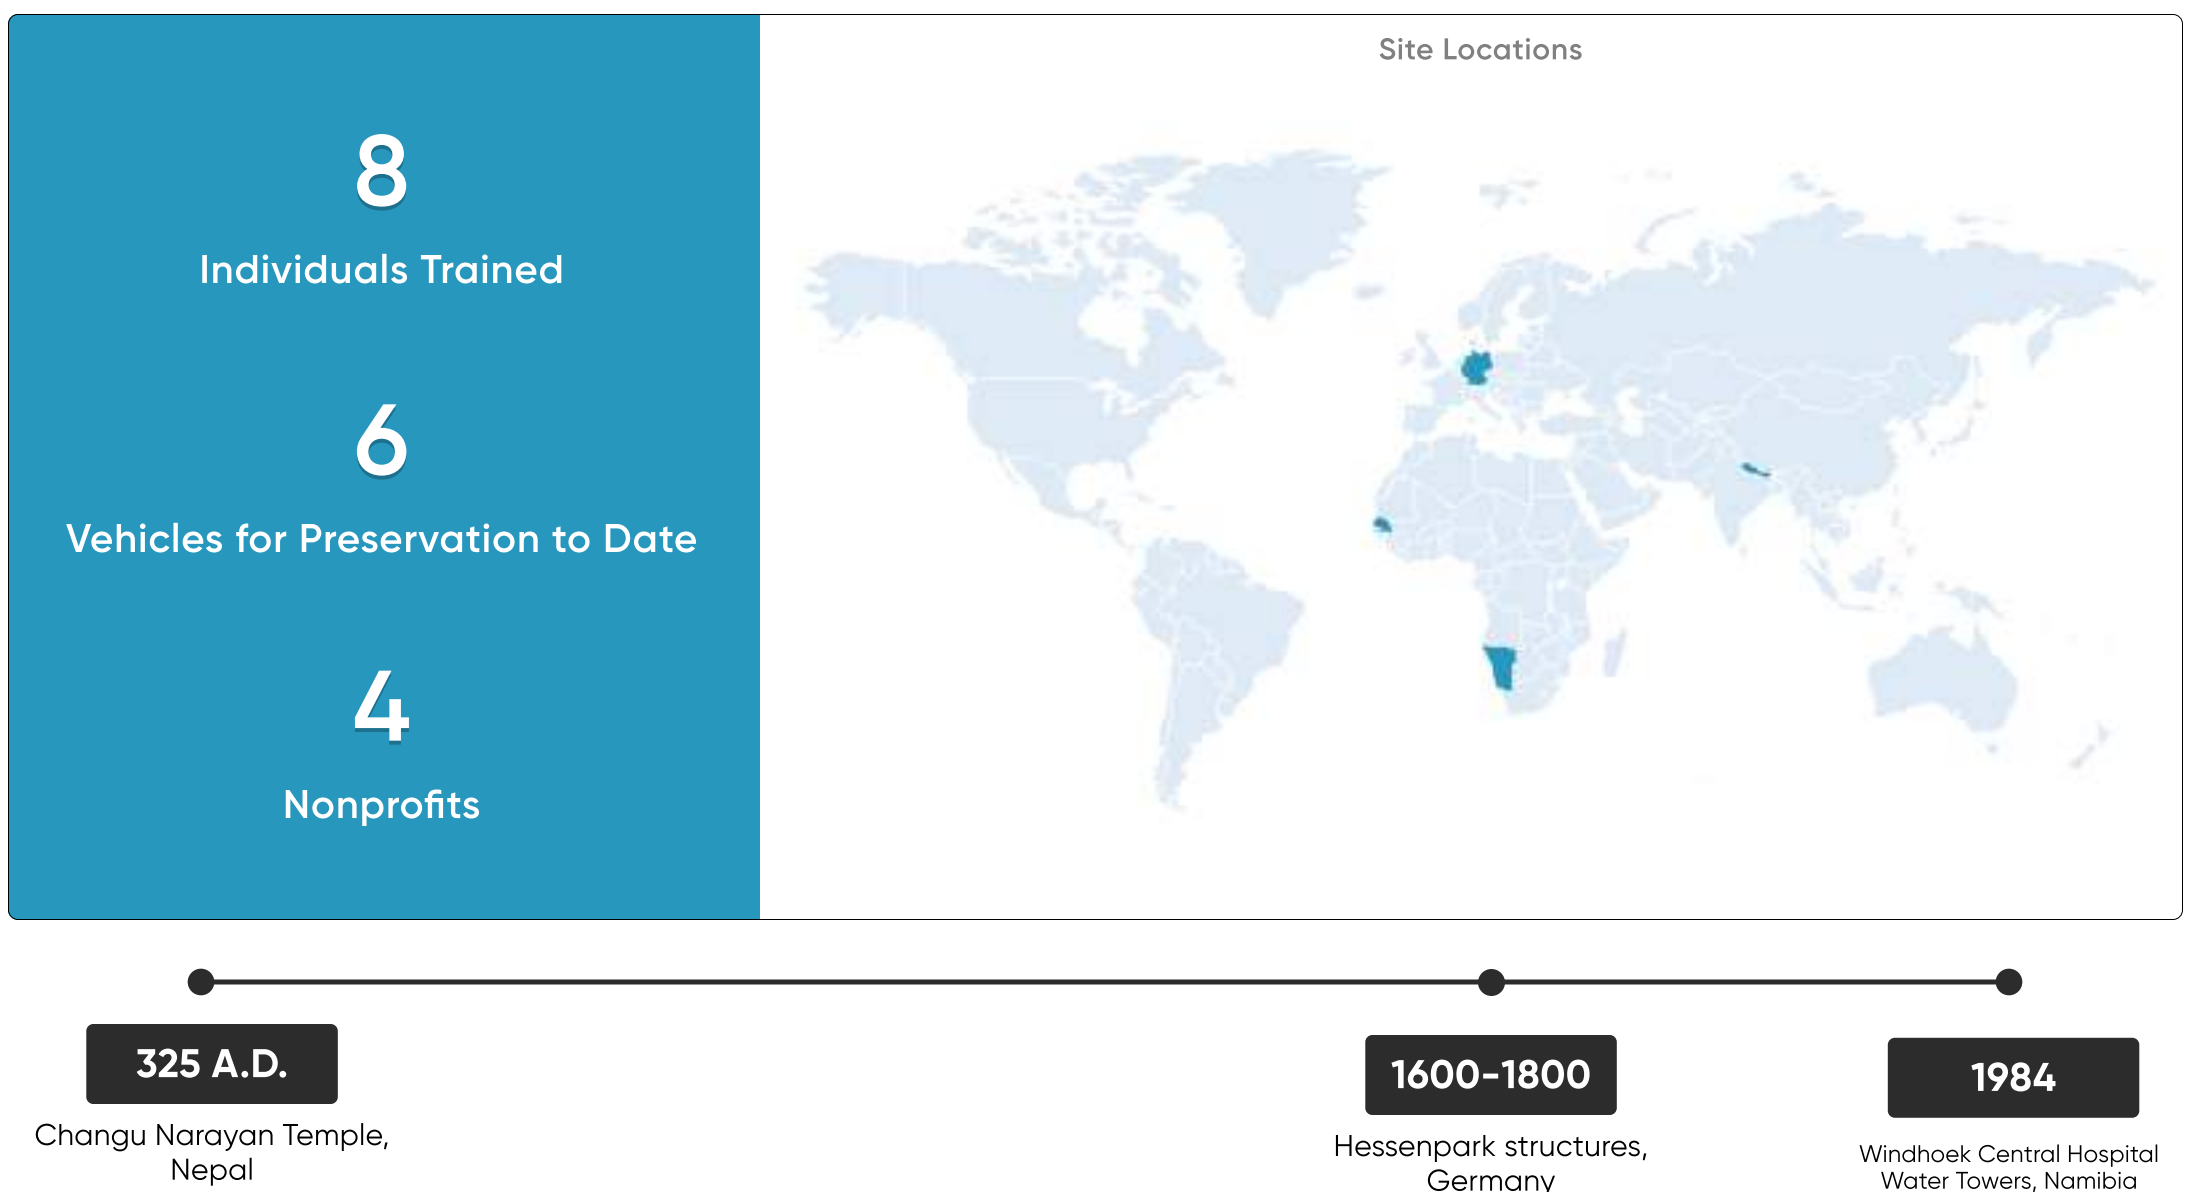 Site Locations
8
Individuals Trained
6
Vehicles for Preservation to Date
4
Nonprofits
325 A.D.
Changu Narayan Temple,
Nepal
1600-1800
Hessenpark structures,
Germany
1984
Windhoek Central Hospital
Water Towers, Namibia